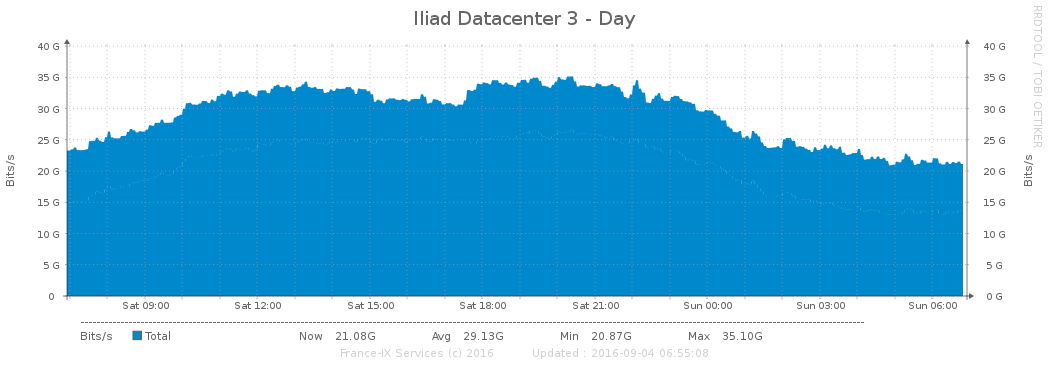 Iliad Datacenter 3 - Day
RRDTOOL / TOBI OETIKER
Bits/s
40 G 40 G
35 G 35 G
30 G 30 G
25 G 25 G
20 G 20 G
15 G 15 G
10 G 10 G
5 G 5 G
0 0 G
Bits/s
Sat 09:00 Sat 12:00 Sat 15:00 Sat 18:00 Sat 21:00 Sun 00:00 Sun 03:00 Sun 06:00
Bits/s Total Now 21.08G Avg 29.13G Min 20.87G Max 35.10G
France-IX Services (c) 2016 Updated : 2016-09-04 06:55:08